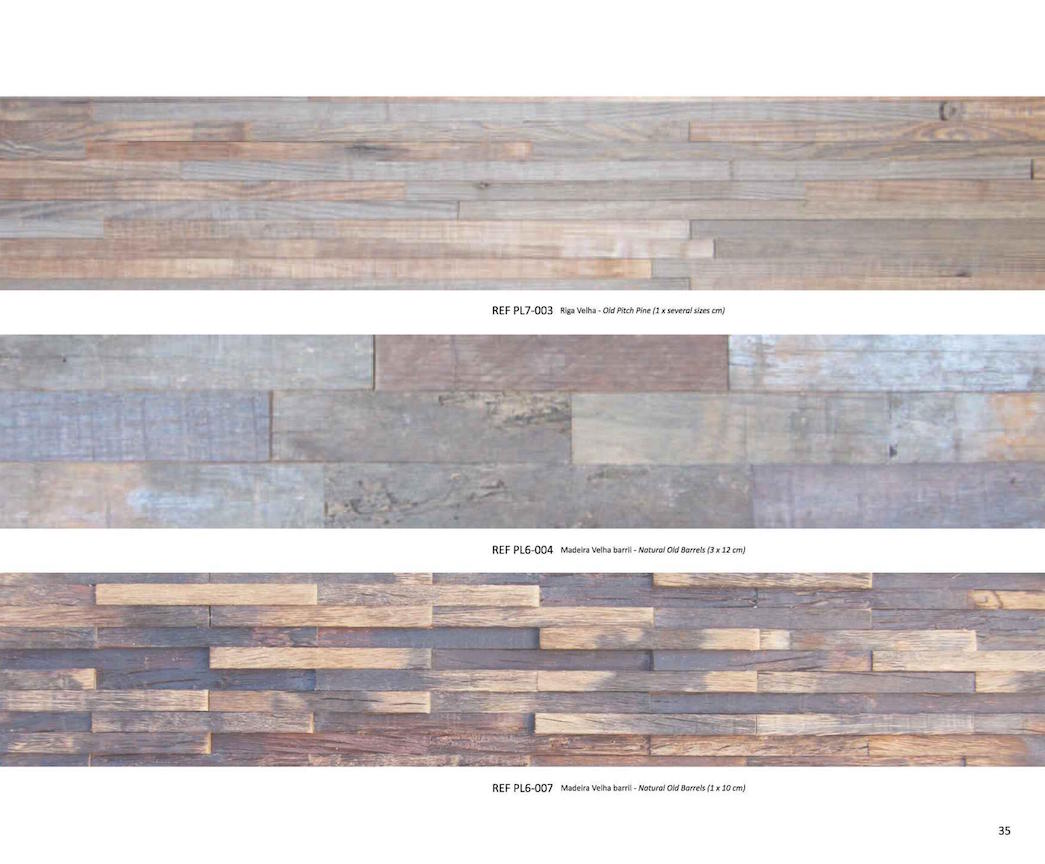 REF PL7-003 Riga Velha - Old Pitch Pine (1 x several sizes cm)
REF PL6-004 Madeira Velha barril - Natural Old Barrels (3 x 12 cm)
REF PL6-007 Madeira Velha barril - Natural Old Barrels (1 x 10 cm)
35